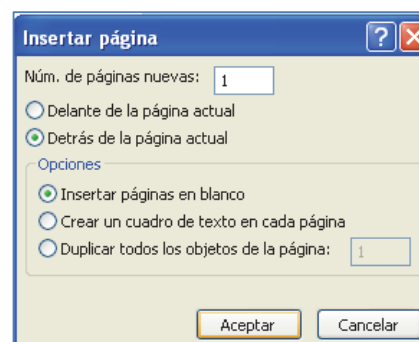 Insertar página
Núm. de páginas nuevas: 1
Delante de la página actual
Detrás de la página actual
Opciones
Insertar páginas en blanco
Crear un cuadro de texto en cada página
Duplicar todos los objetos de la página: 1
Aceptar Cancelar